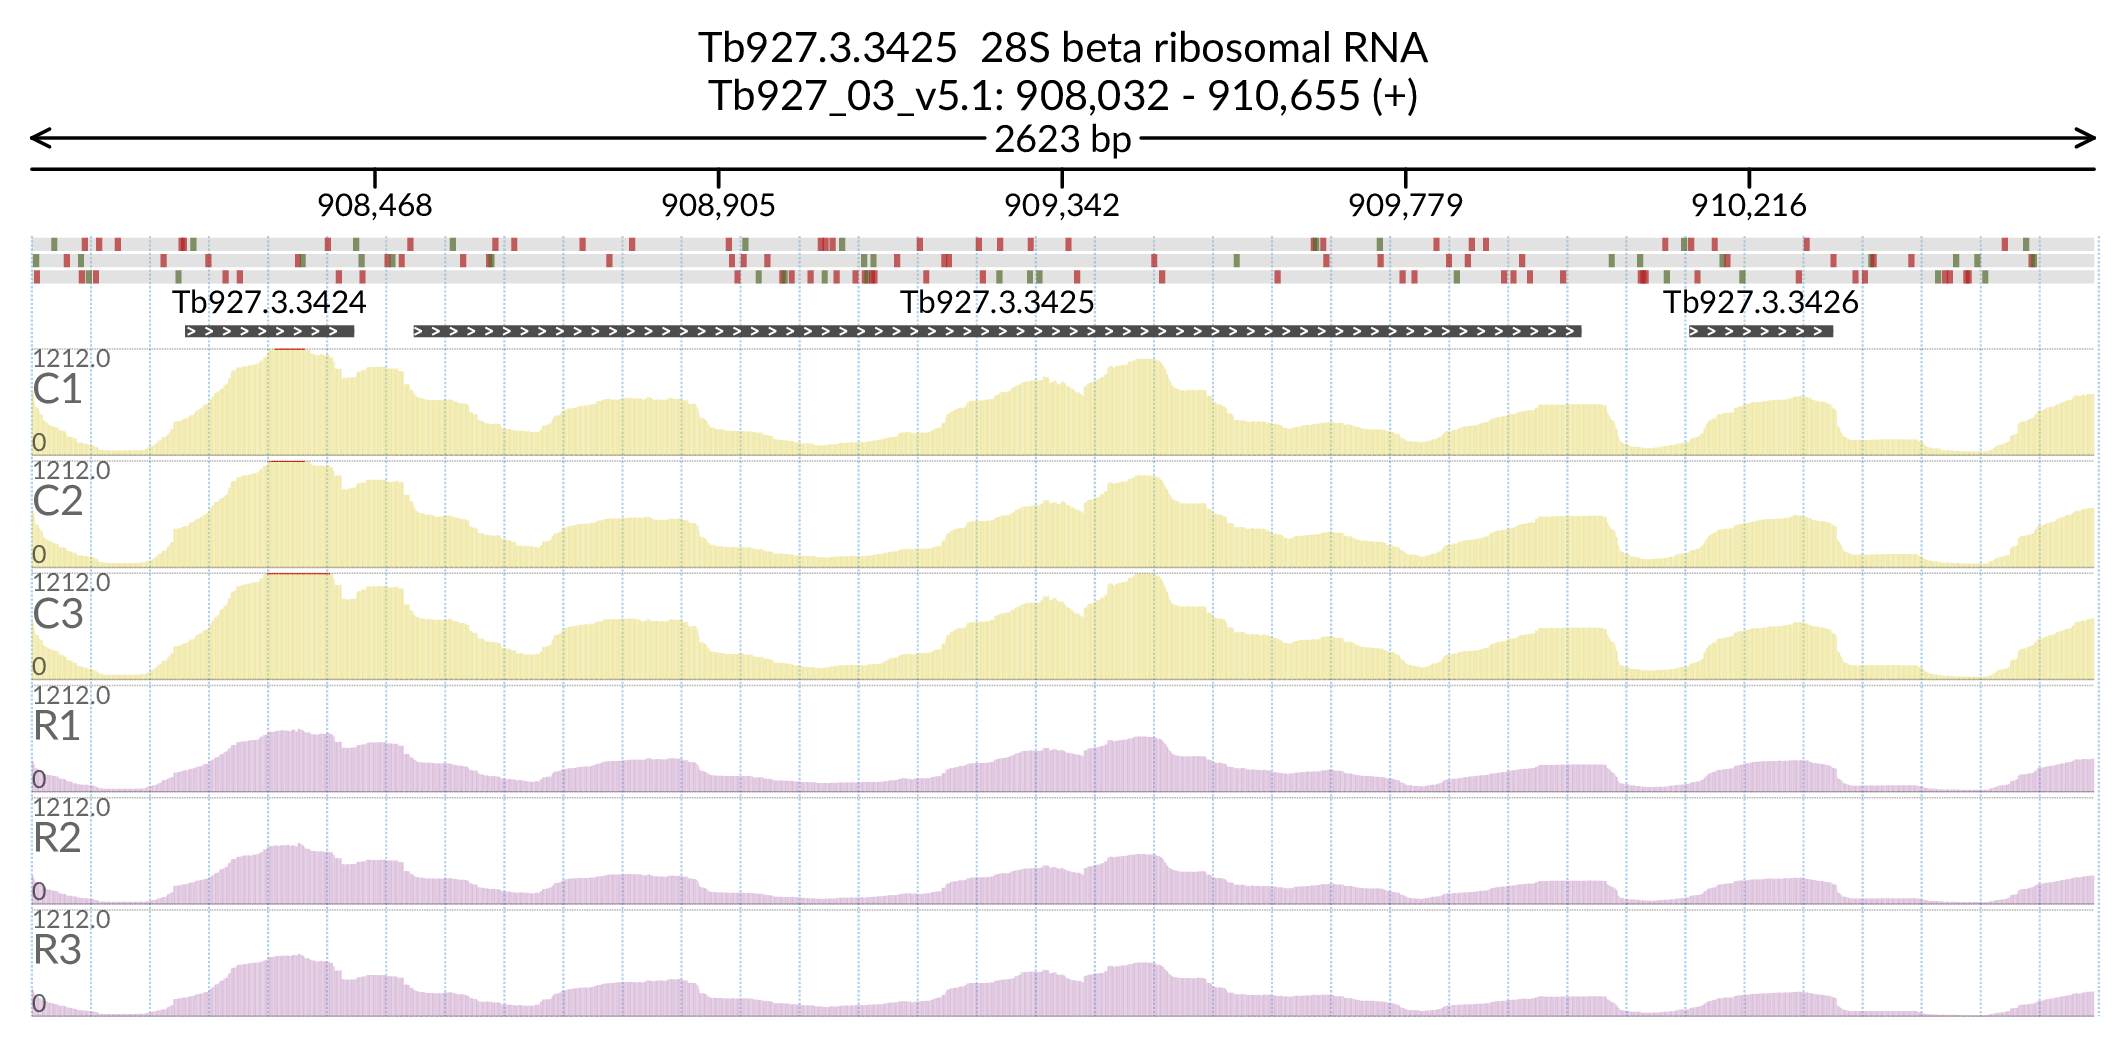 Tb927.3.3425  28S beta ribosomal RNA
Tb927_03_v5.1: 908,032 - 910,655 (+)
2623 bp
908,468 908,905 909,342 909,779 910,216
Tb927.3.3424 Tb927.3.3425 Tb927.3.3426
1212.0
C1
0
1212.0
C2
0
1212.0
C3
0
1212.0
R1
0
1212.0
R2
0
1212.0
R3
0